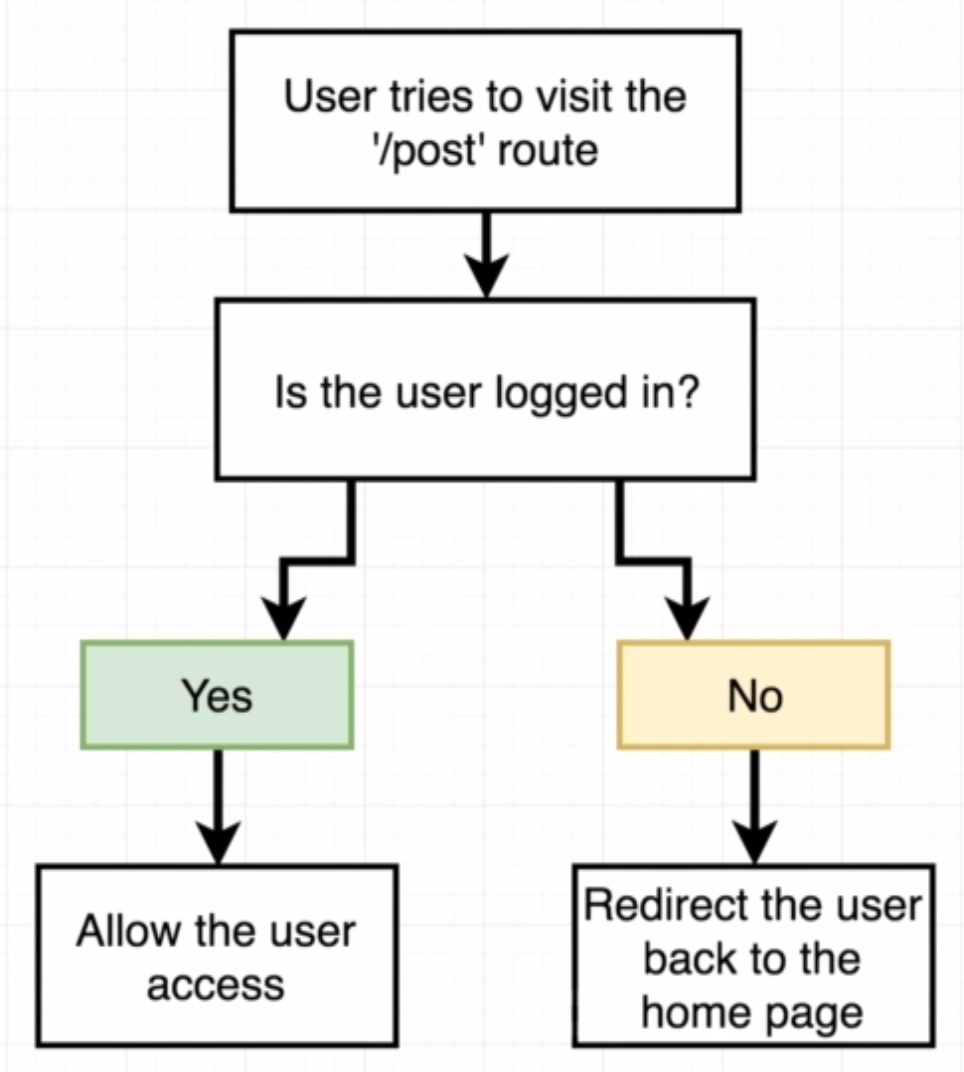 User tries to visit the
'/post' route
Is the user logged in?
Yes
No
Allow the user
access
Redirect the user
back to the
home page